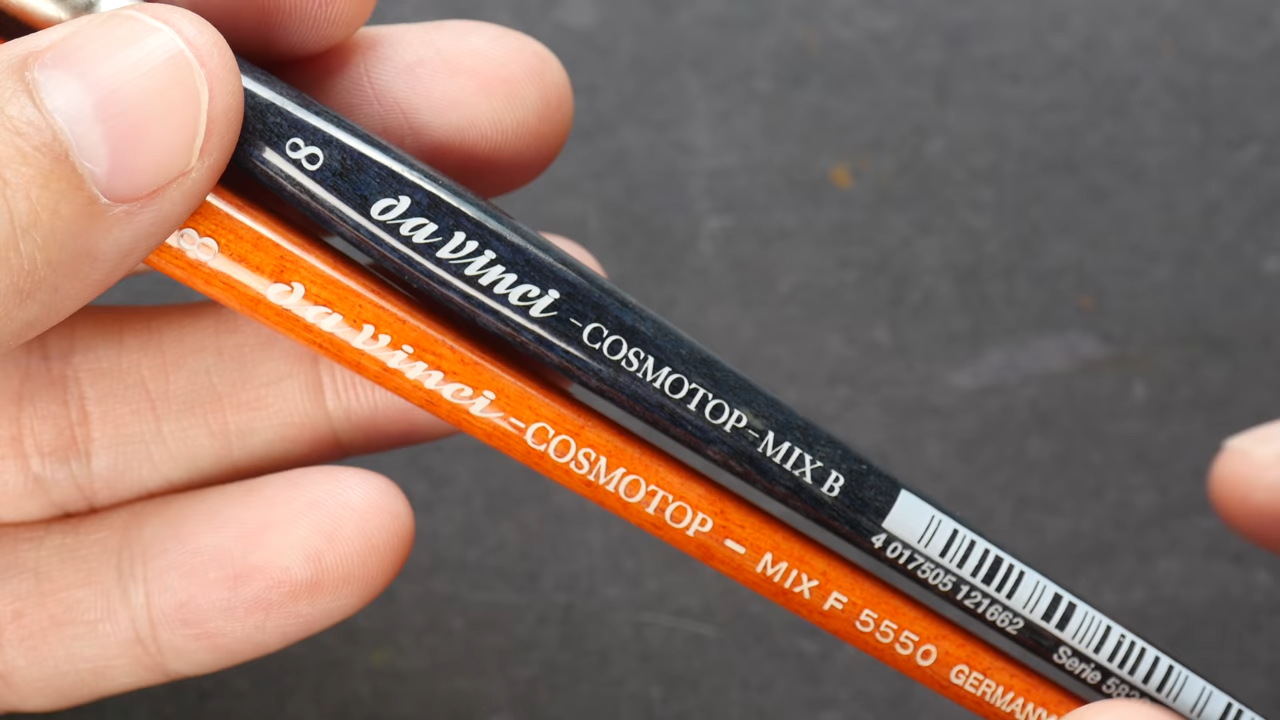 8 da vinci -COSMOTOP-MIX B
4 017505 121662
Serie
8 da vinci -COSMOTOP - MIX F 5550 GERMANY